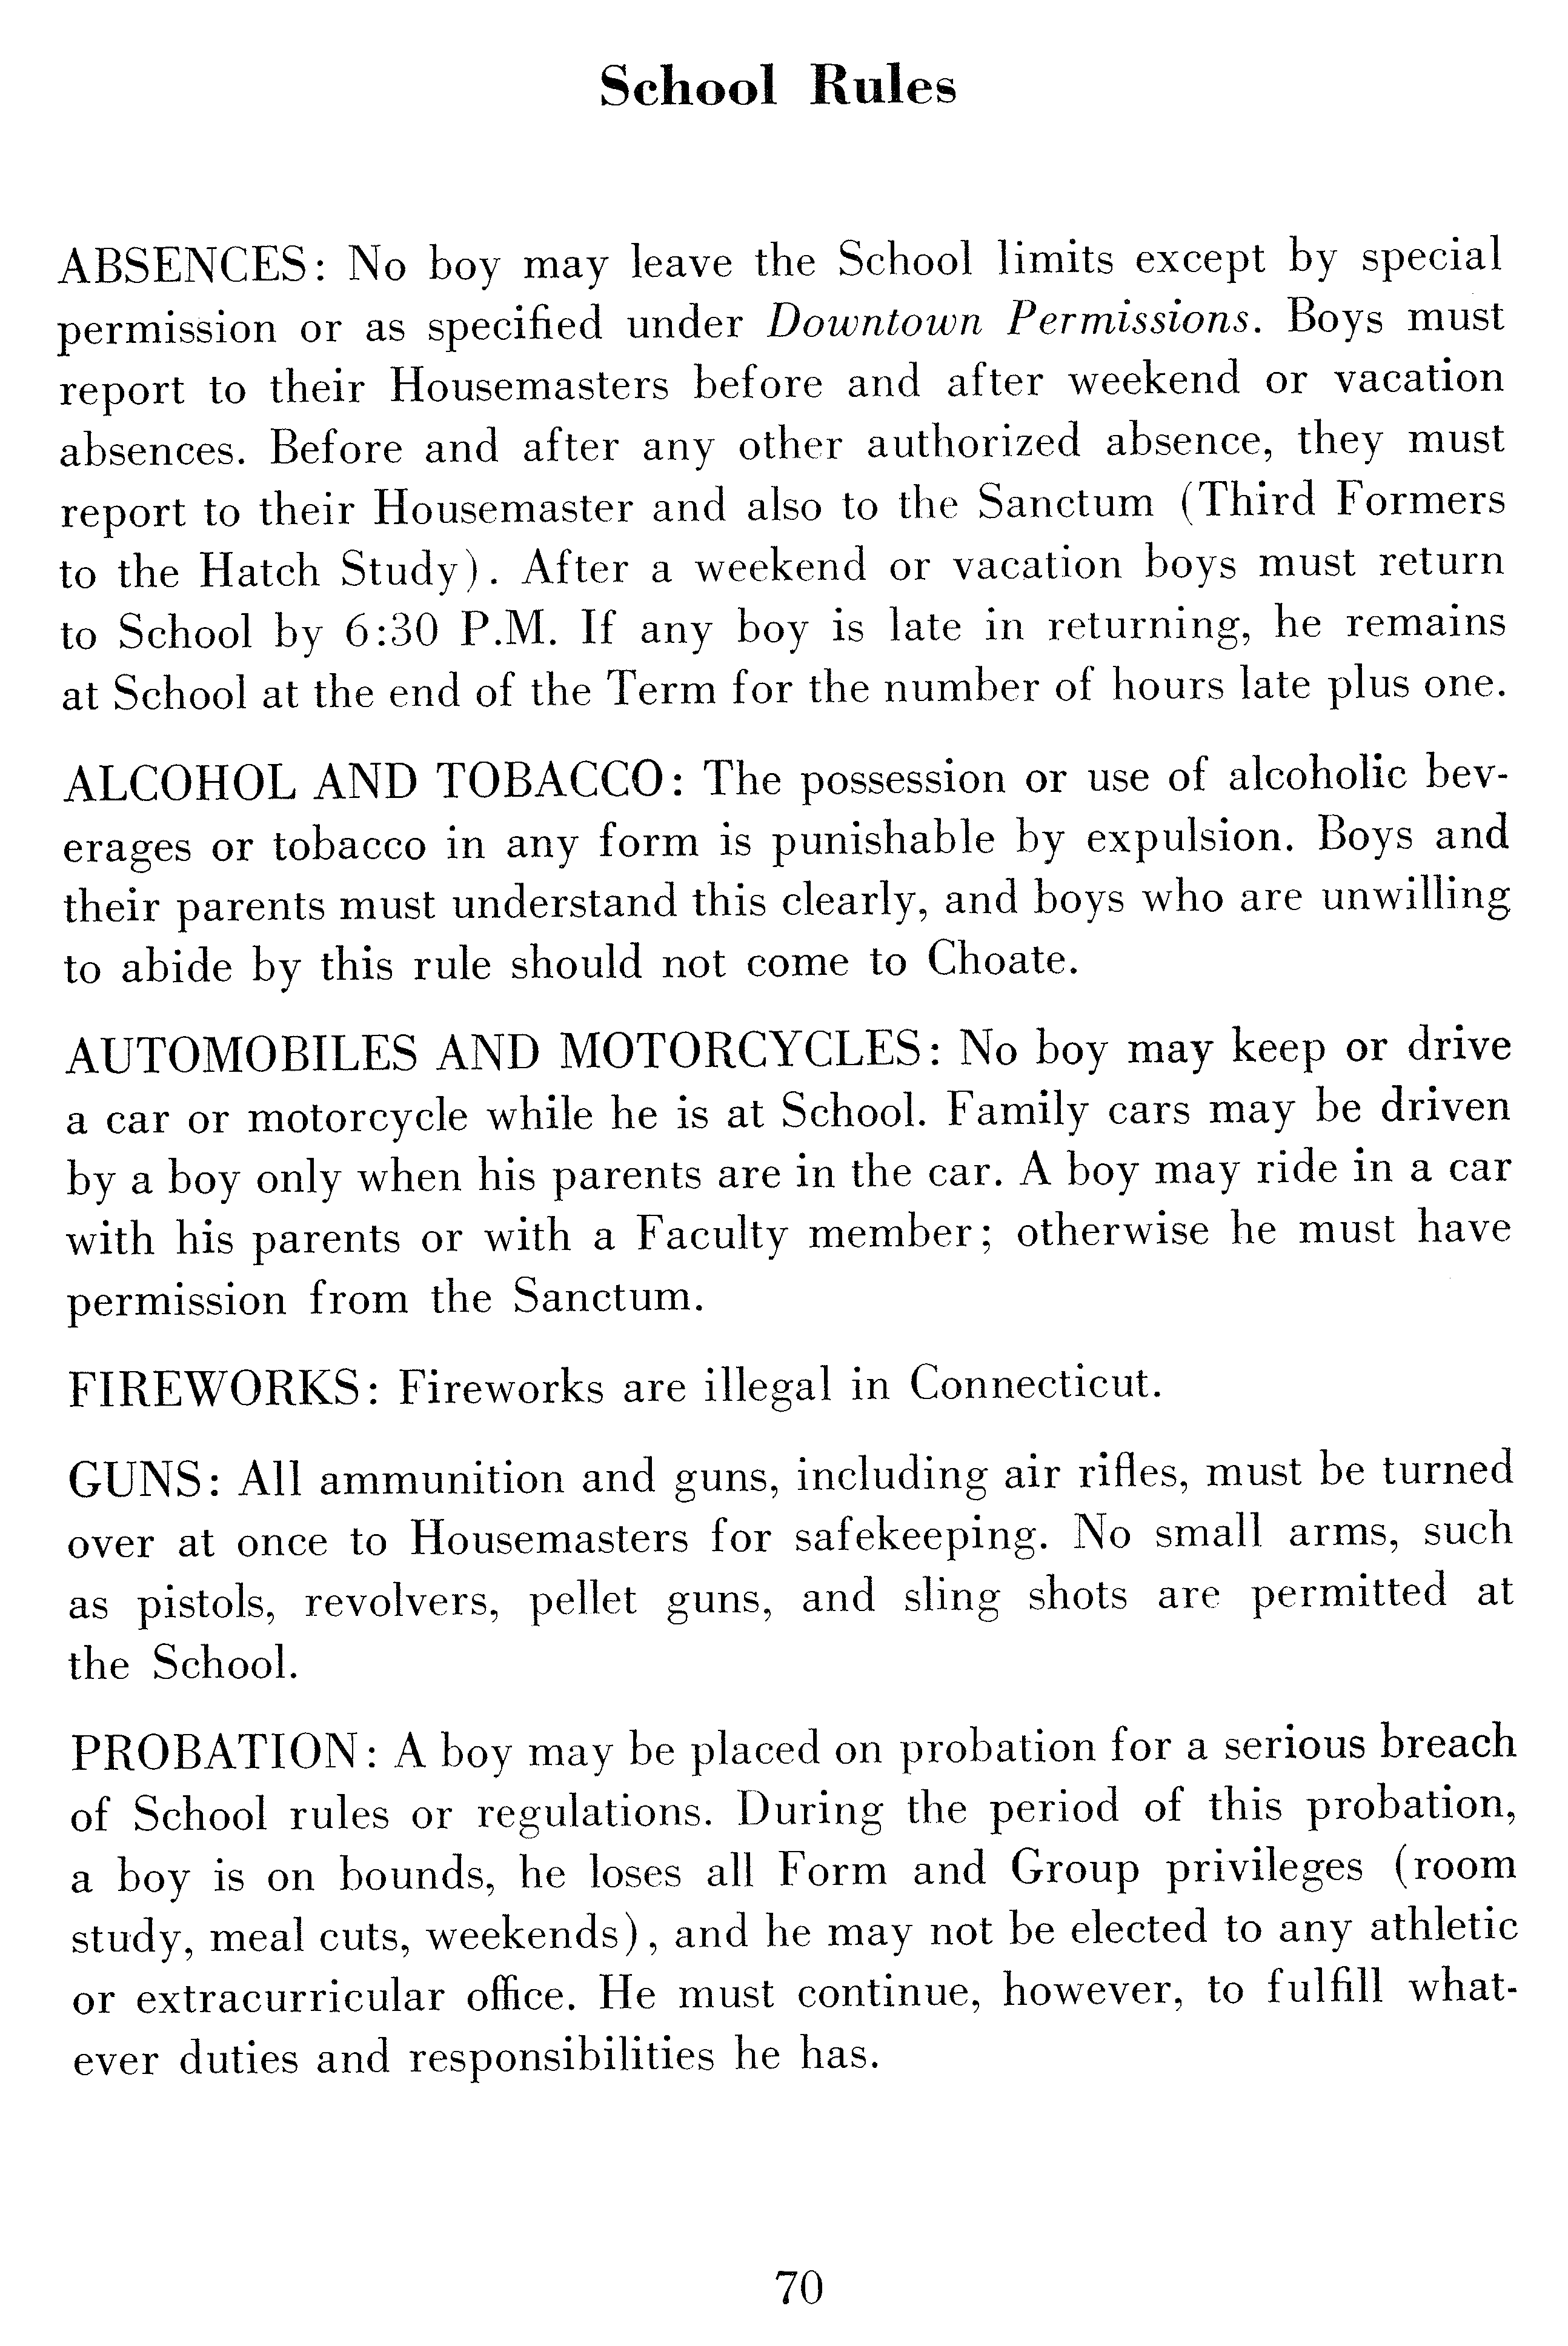 School Rules
ABSENCES: No boy may leave the School limits except by special
permission or as specified under Downtown Permissions. Boys must
report to their Housemasters before and after weekend or vacation
absences. Before and after any other authorized absence, they must
report to their Housemaster and also to the Sanctum (Third Formers
to the Hatch Study). After a weekend or vacation boys must return
to School by 6:30 P.M. If any boy is late in returning, he remains
at School at the end of the Term for the number of hours late plus one.
ALCOHOL AND TOBACCO: The possession or use of alcoholic bev-
erages or tobacco in any form is punishable by expulsion. Boys and
their parents must understand this clearly, and boys who are unwilling
to abide by this rule should not come to Choate.
AUTOMOBILES AND MOTORCYCLES: No boy may keep or drive
a car or motorcycle while he is at School. Family cars may be driven
by a boy only when his parents are in the car. A boy may ride in a car
with his parents or with a Faculty member; otherwise he must have
permission from the Sanctum.
FIREWORKS: Fireworks are illegal in Connecticut.
GUNS: All ammunition and guns, including air rifles, must be turned
over at once to Housemasters for safekeeping. No small arms, such
as pistols, revolvers, pellet guns, and sling shots are permitted at
the School.
PROBATION: A boy may be placed on probation for a serious breach
of School rules or regulations. During the period of this probation,
a boy is on bounds, he loses all Form and Group privileges (room
study, meal cuts, weekends), and he may not be elected to any athletic
or extracurricular office. He must continue, however, to fulfill what-
ever duties and responsibilities he has.
70